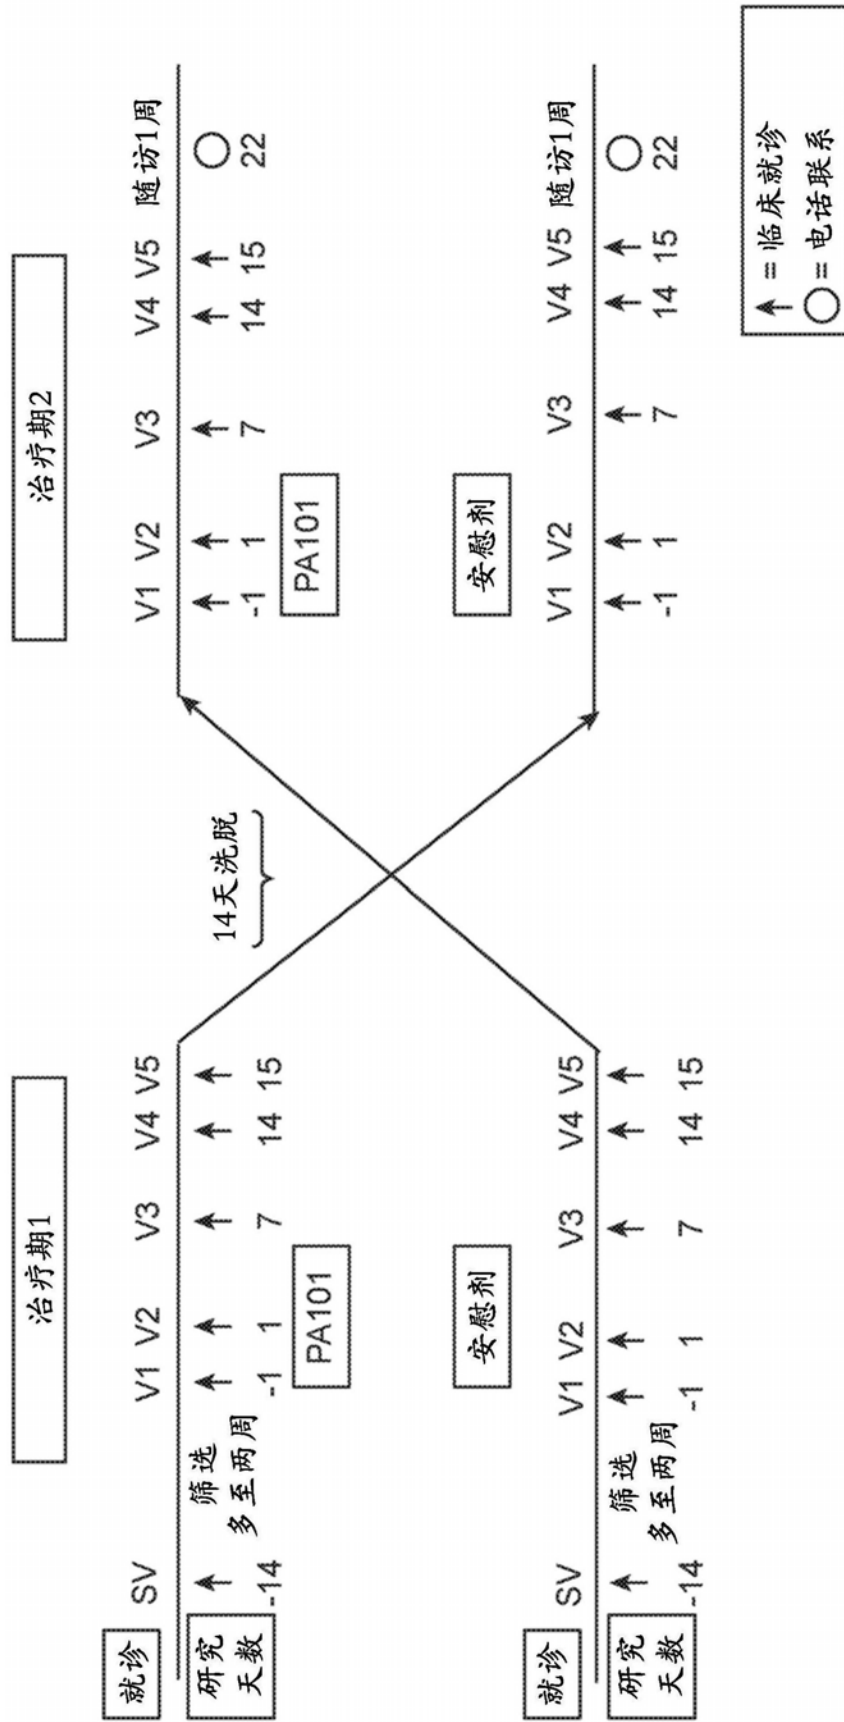 治疗期1
治疗期2
就诊
SV
V1 V2
V3
V4 V5
V1 V2
V3
V4 V5
随访1周
研究
天数
-14
筛选
多至两周
-1
1
7
14
15
14天洗脱
-1
1
7
14
15
22
PA101
PA101
安慰剂
安慰剂
就诊
SV
V1 V2
V3
V4 V5
V1 V2
V3
V4 V5
随访1周
研究
天数
-14
筛选
多至两周
-1
1
7
14
15
-1
1
7
14
15
22
= 临床就诊
= 电话联系